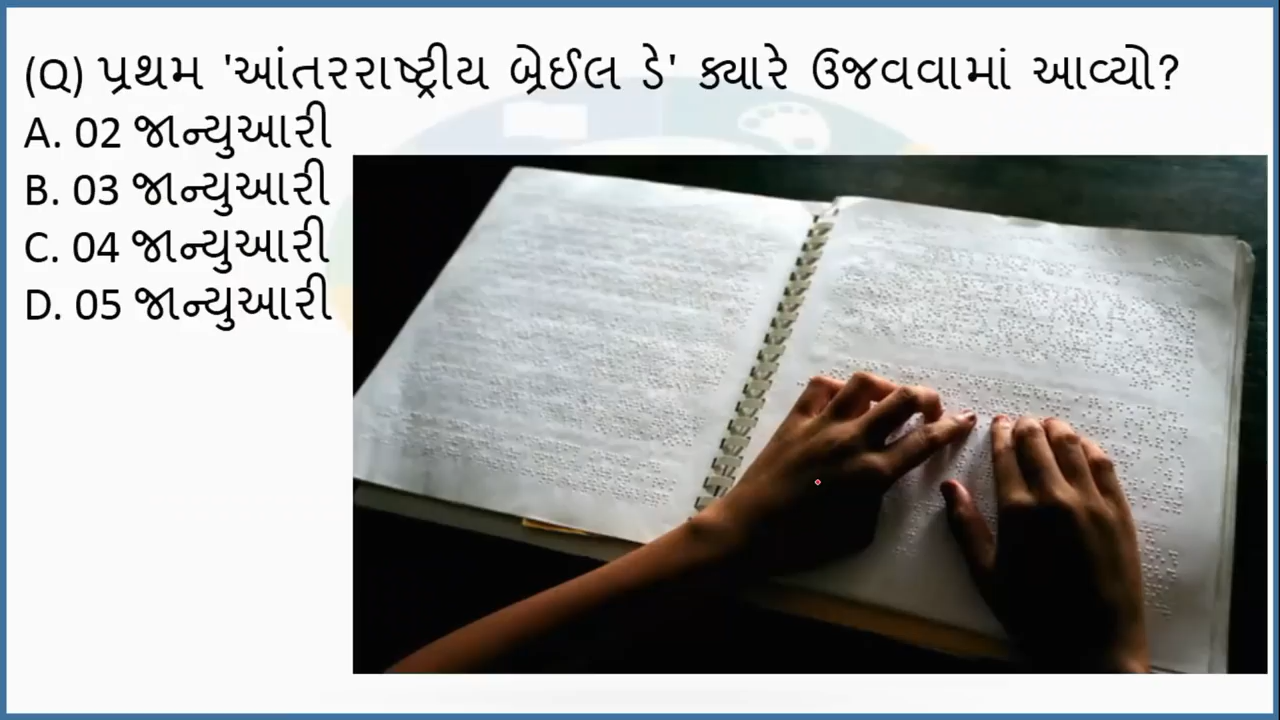 (Q) પ્રથમ 'આંતરરાષ્ટ્રીય બ્રેઈલ ડે' ક્યારે ઉજવવામાં આવ્યો?
A. 02 જાન્યુઆરી
B. 03 જાન્યુઆરી
C. 04 જાન્યુઆરી
D. 05 જાન્યુઆરી